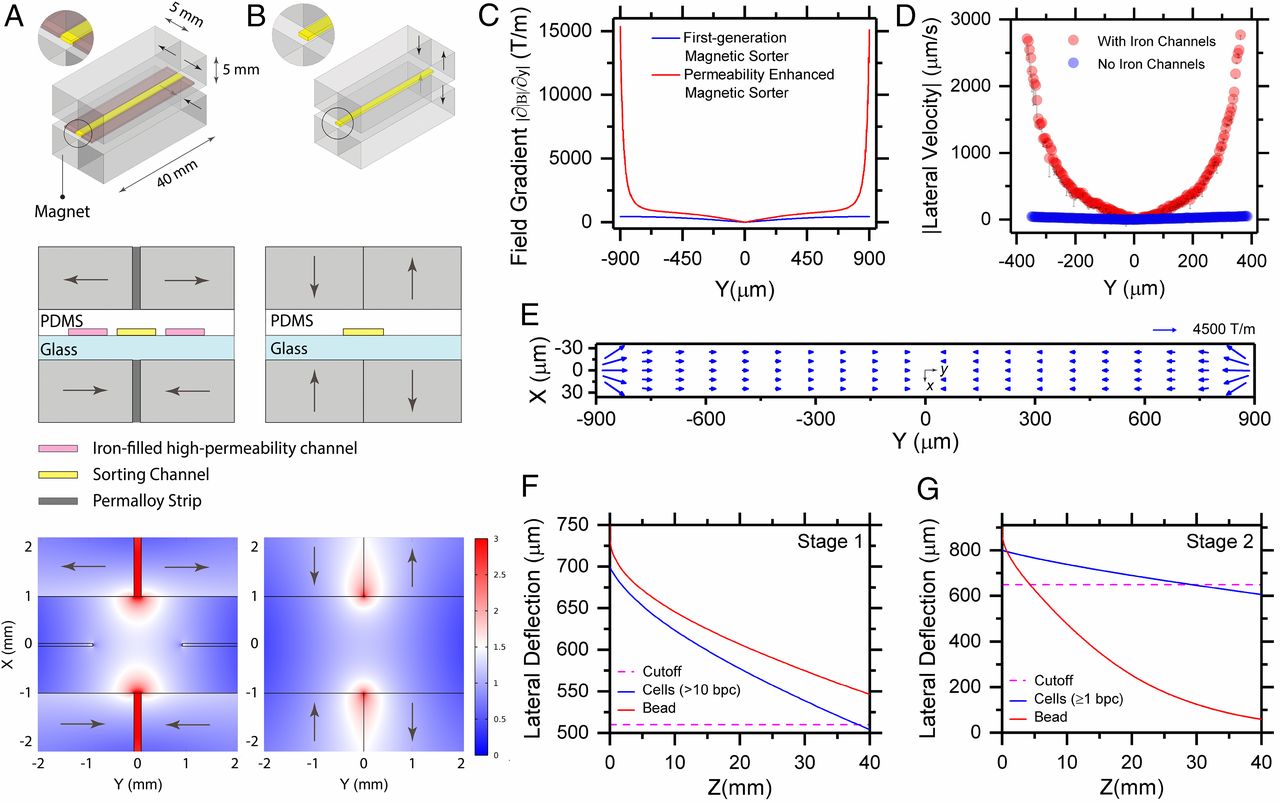 A
5 mm
5 mm
40 mm
Magnet
B
PDMS
Glass
PDMS
Glass
Iron-filled high-permeability channel
Sorting Channel
Permalloy Strip
X (mm)
2
1
0
-1
-2
-2
-1
0
1
2
Y (mm)
2
1
0
-1
-2
-2
-1
0
1
2
Y (mm)
3
2.5
2
1.5
1
0.5
0
C
Field Gradient |∂|B|/∂y| (T/m)
15000
10000
5000
0
First-generation
Magnetic Sorter
Permeability Enhanced
Magnetic Sorter
-900
-450
0
450
900
Y(μm)
D
|Lateral Velocity| (μm/s)
3000
2000
1000
0
With Iron Channels
No Iron Channels
-400
-200
0
200
400
Y (μm)
E
4500 T/m
X (μm)
-30
0
30
y
x
-900
-600
-300
0
300
600
900
Y (μm)
F
Lateral Deflection (μm)
750
700
650
600
550
500
Stage 1
Cutoff
Cells (>10 bpc)
Bead
0
10
20
30
40
Z(mm)
G
Lateral Deflection (μm)
800
600
400
200
0
Stage 2
Cutoff
Cells (≥1 bpc)
Bead
0
10
20
30
40
Z(mm)